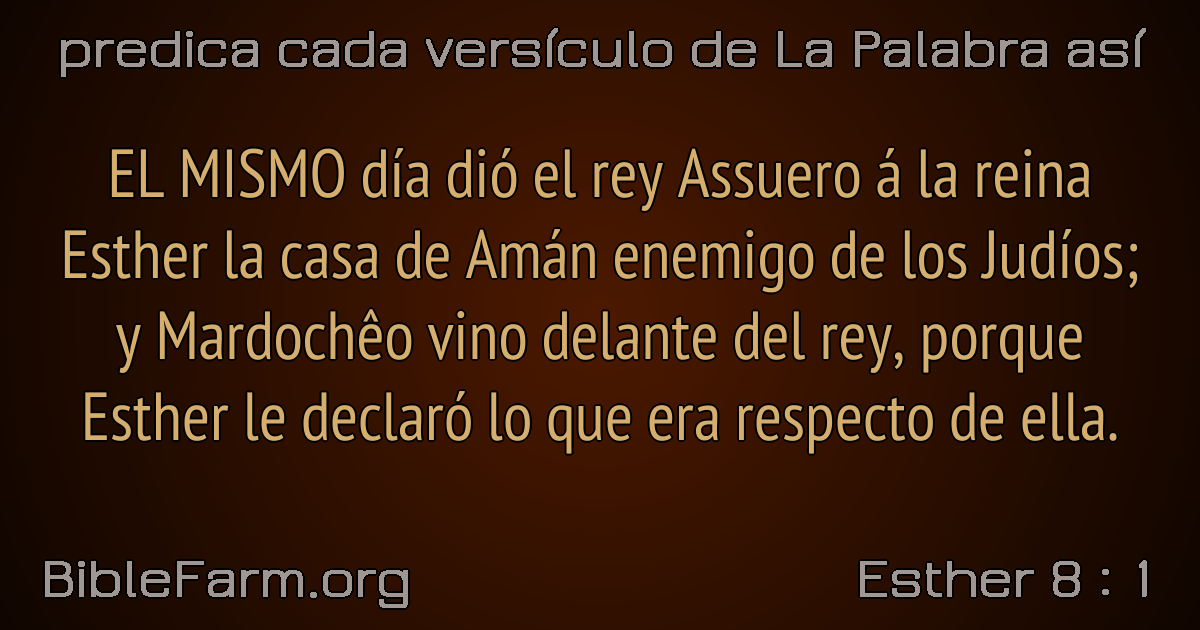 predica cada versículo de La Palabra así
EL MISMO día dió el rey Assuero á la reina
Esther la casa de Amán enemigo de los Judíos;
y Mardochêo vino delante del rey, porque
Esther le declaró lo que era respecto de ella.
BibleFarm.org
Esther 8 : 1